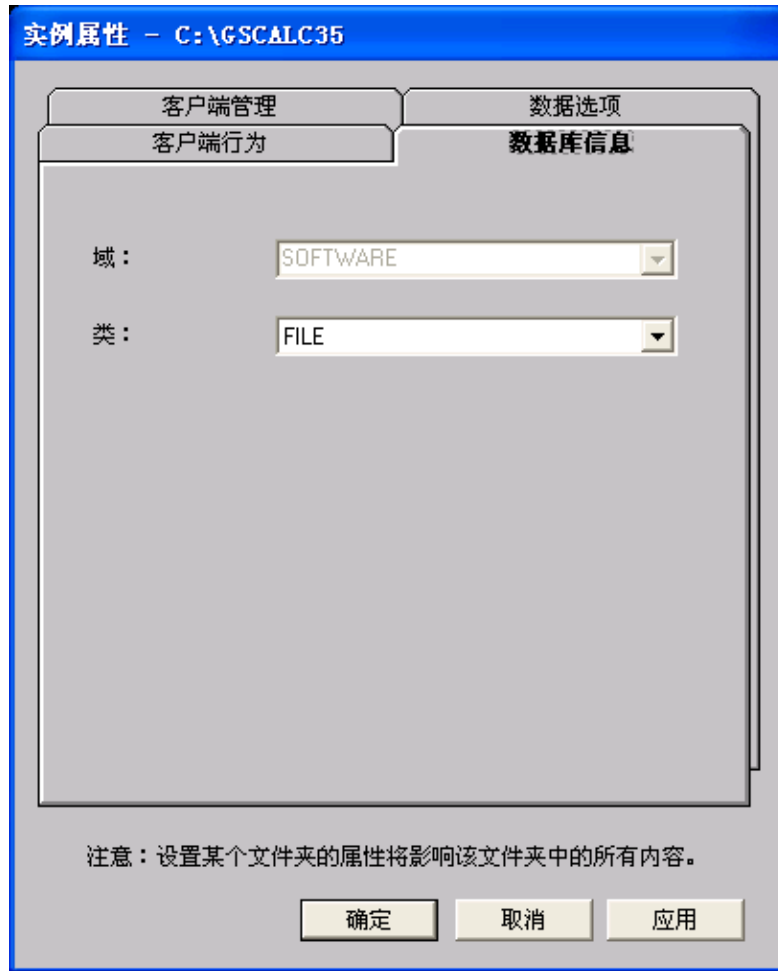 实例属性 - C:\GSCALC35
客户端管理
数据选项
客户端行为
数据库信息
域：
SOFTWARE
类：
FILE
注意：设置某个文件夹的属性将影响该文件夹中的所有内容。
确定
取消
应用